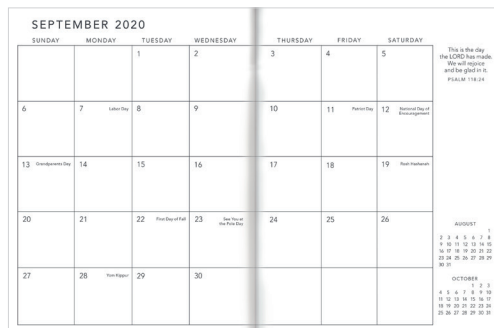 SEPTEMBER 2020
SUNDAY MONDAY TUESDAY WEDNESDAY THURSDAY FRIDAY SATURDAY
This is the day
the LORD has made.
We will rejoice
and be glad in it.
PSALM 118:24
1 2 3 4 5
6 7 Labor Day 8 9 10 11 Patriot Day 12 National Day of
Encouragement
13 Grandparents Day 14 15 16 17 18 19 Rosh Hashanah
20 21 22 First Day of Fall 23 See You at
the Pole Day 24 25 26
27 28 Yom Kippur 29 30
AUGUST
1
2 3 4 5 6 7 8
9 10 11 12 13 14 15
16 17 18 19 20 21 22
23 24 25 26 27 28 29
30 31
OCTOBER
1 2 3
4 5 6 7 8 9 10
11 12 13 14 15 16 17
18 19 20 21 22 23 24
25 26 27 28 29 30 31